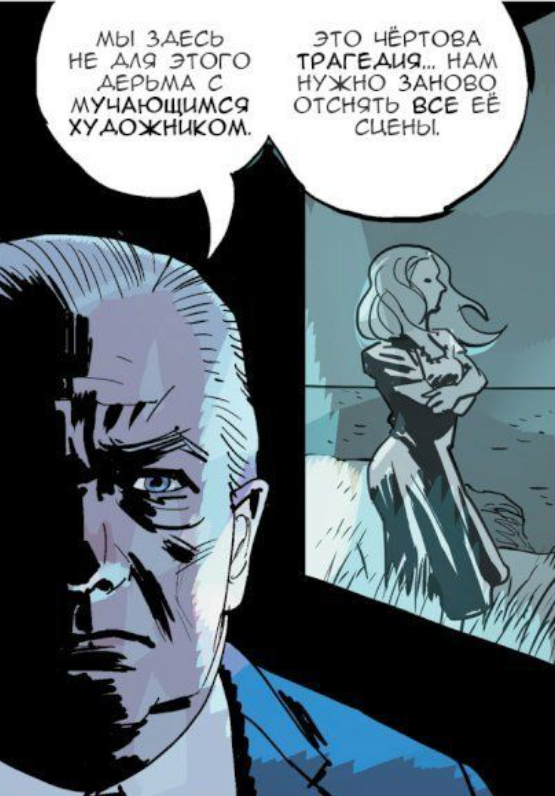 МЫ ЗДЕСЬ
НЕ ДЛЯ ЭТОГО
ДЕРЬМА С
МУЧАЮЩИМСЯ
ХУДОЖНИКОМ.
ЭТО ЧЁРТОВА
ТРАГЕДИЯ... НАМ
НУЖНО ЗАНОВО
ОТСНЯТЬ ВСЕ ЕЁ
СЦЕНЫ.